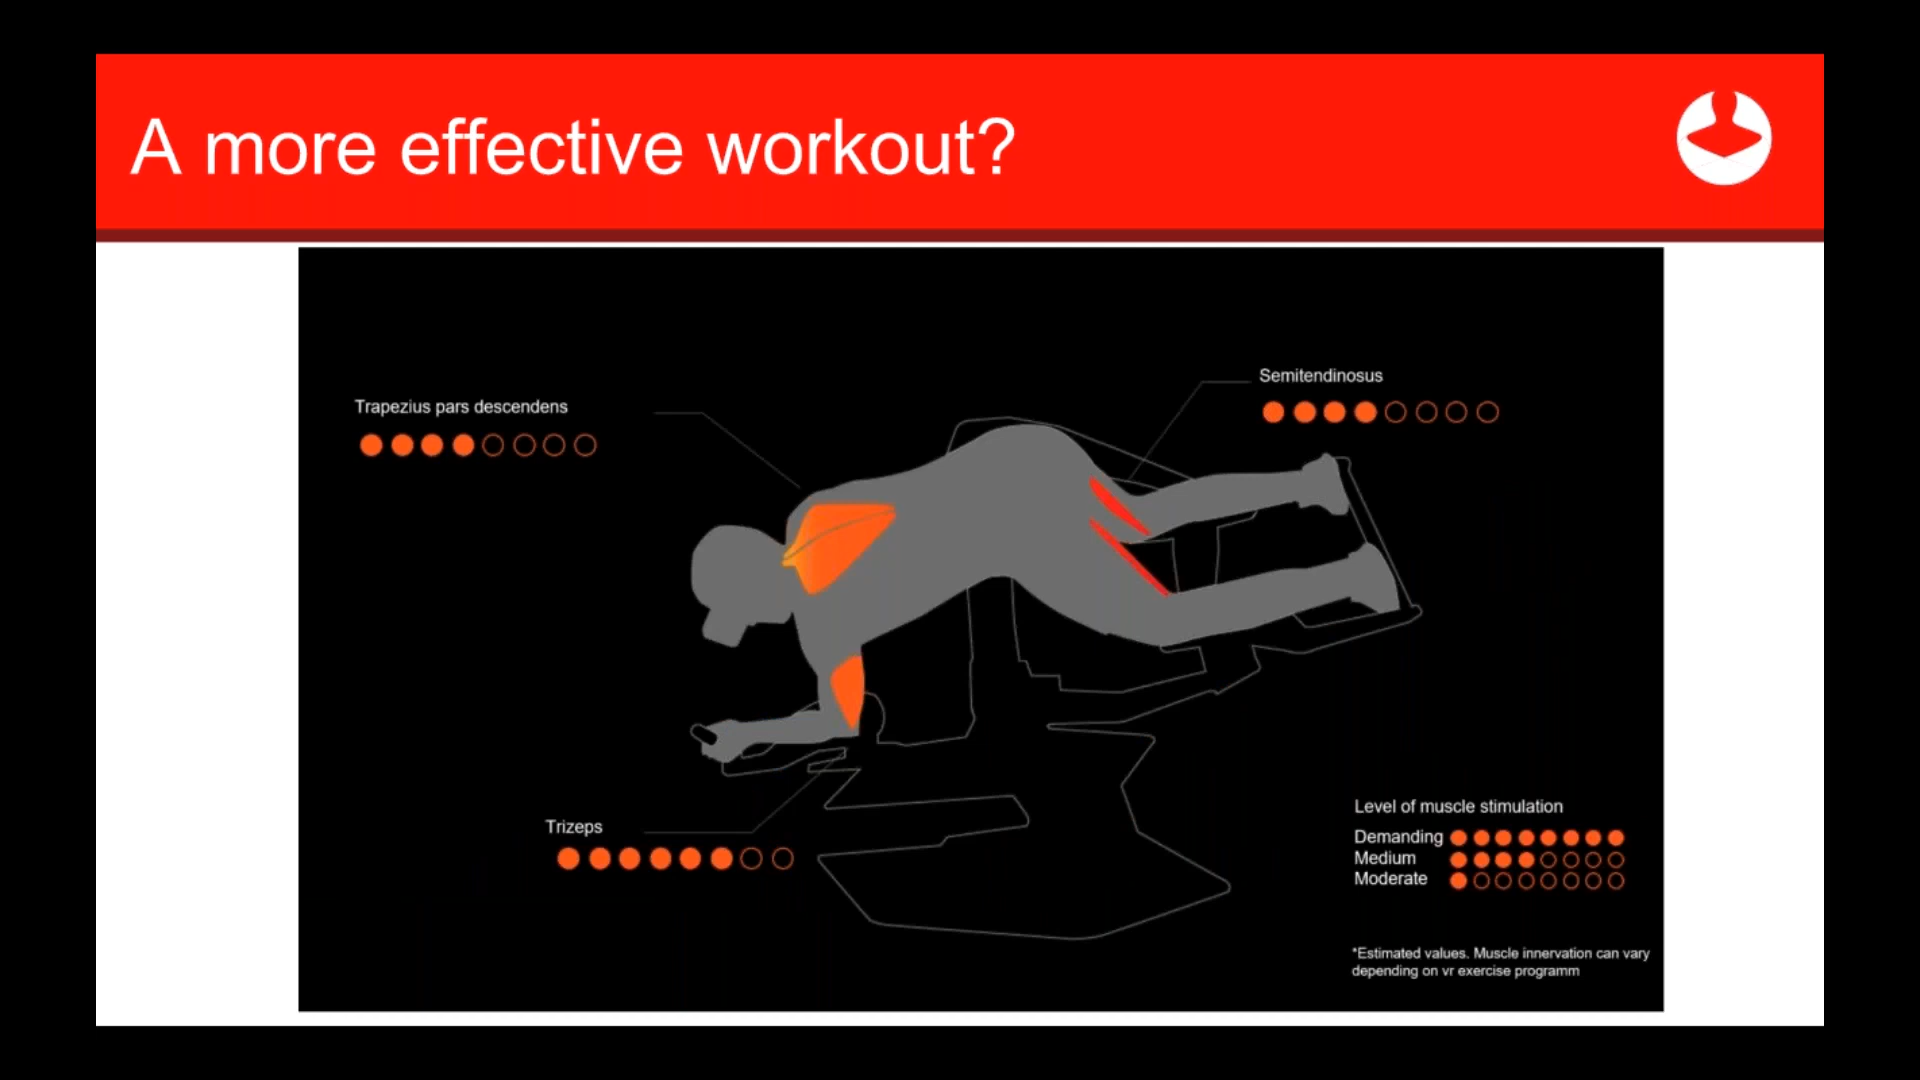 A more effective workout?
Trapezius pars descendens
Semitendinosus
Trizeps
Level of muscle stimulation
Demanding
Medium
Moderate
*Estimated values. Muscle innervation can vary
depending on vr exercise programm